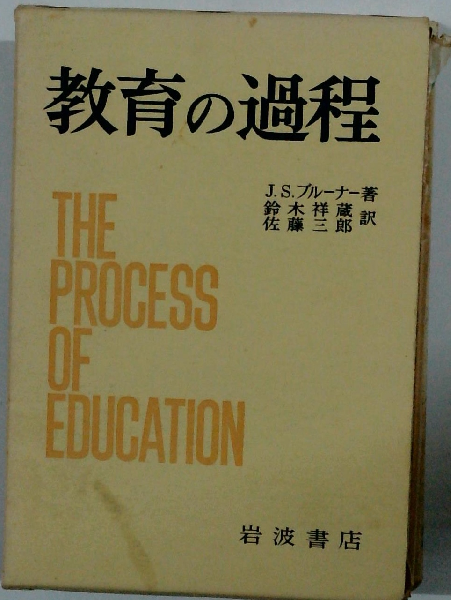 教育の過程
J.S.ブルーナー著
鈴木祥蔵
佐藤三郎 訳
THE
PROCESS
OF
EDUCATION
岩波書店